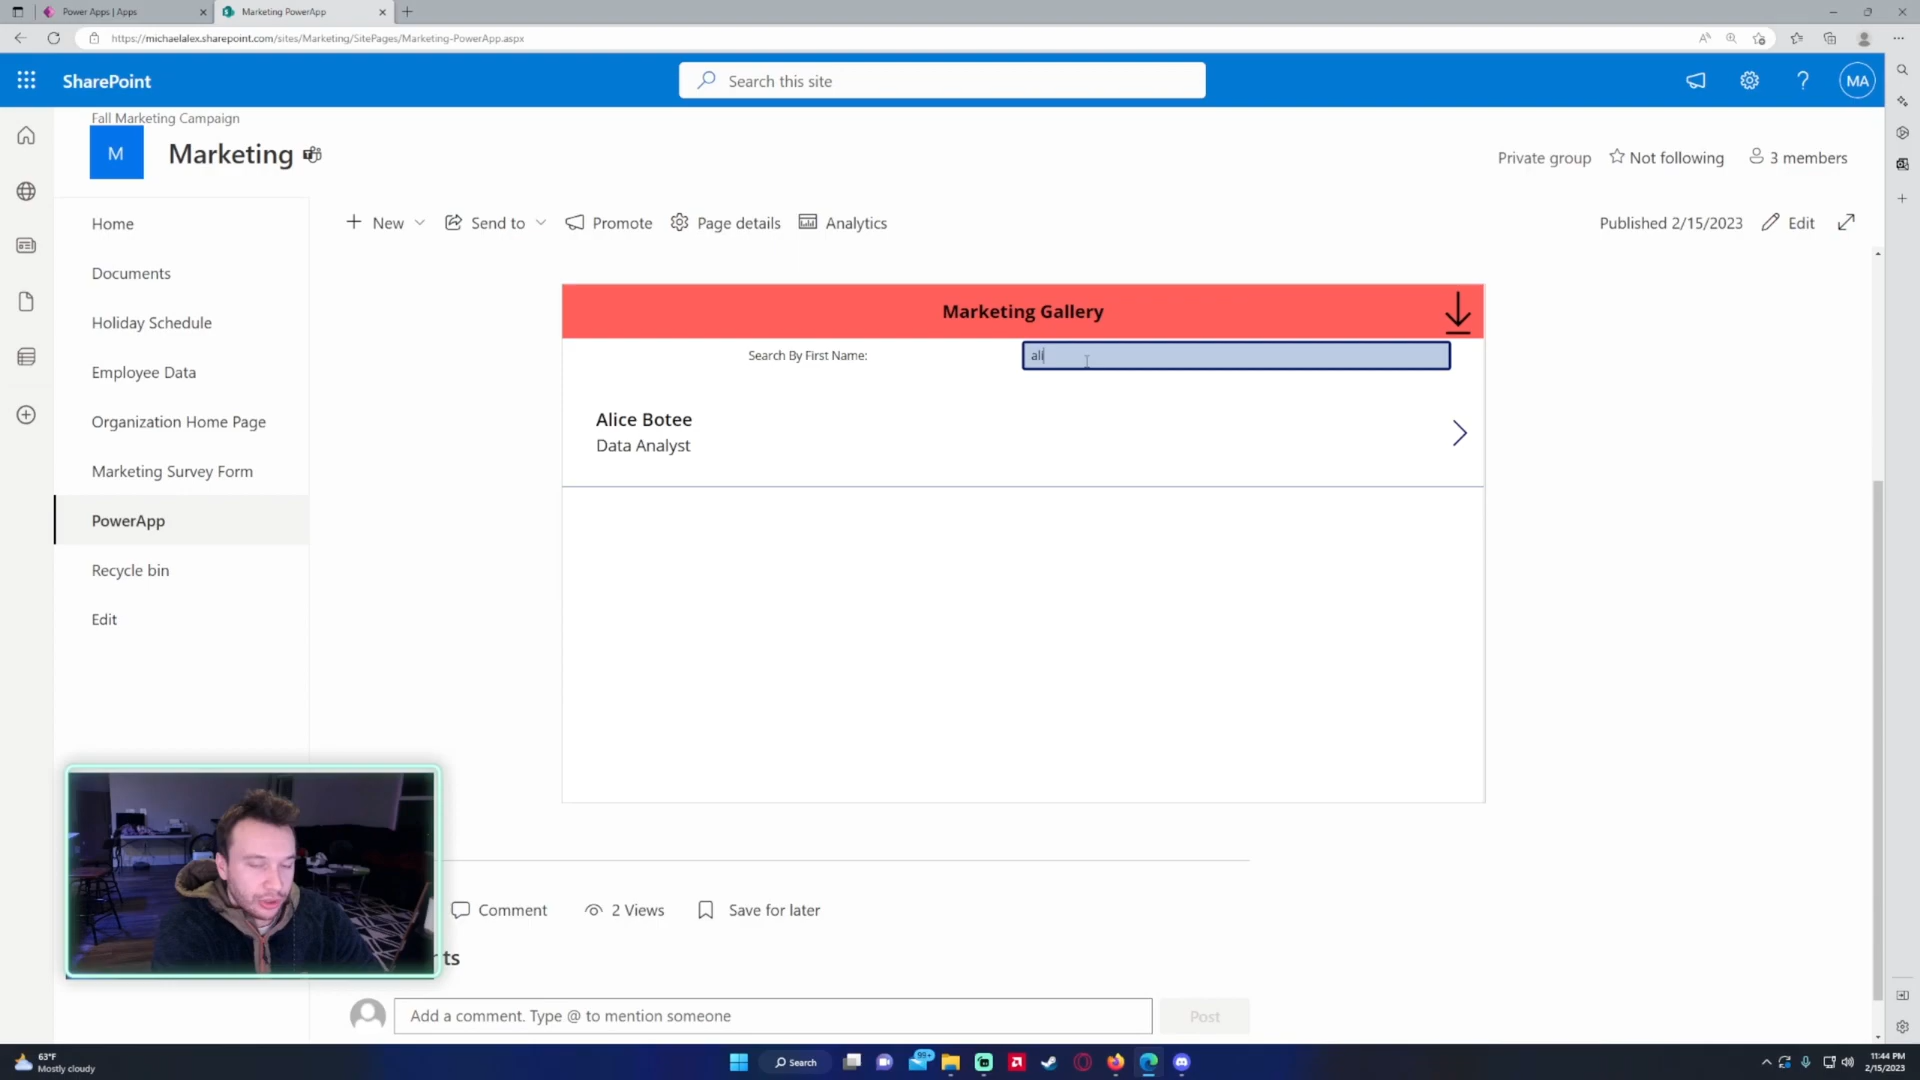 Power Apps | Apps
Marketing PowerApp
https://michaelalex.sharepoint.com/sites/Marketing/SitePages/Marketing-PowerApp.aspx
SharePoint
Search this site
MA
Fall Marketing Campaign
M
Marketing
Private group
Not following
3 members
Home
Documents
Holiday Schedule
Employee Data
Organization Home Page
Marketing Survey Form
PowerApp
Recycle bin
Edit
New
Send to
Promote
Page details
Analytics
Published 2/15/2023
Edit
Marketing Gallery
Search By First Name:
ali
Alice Botee
Data Analyst
Comment
2 Views
Save for later
ts
Add a comment. Type @ to mention someone
Post
63°F
Mostly cloudy
Search
99+
11:44 PM
2/15/2023